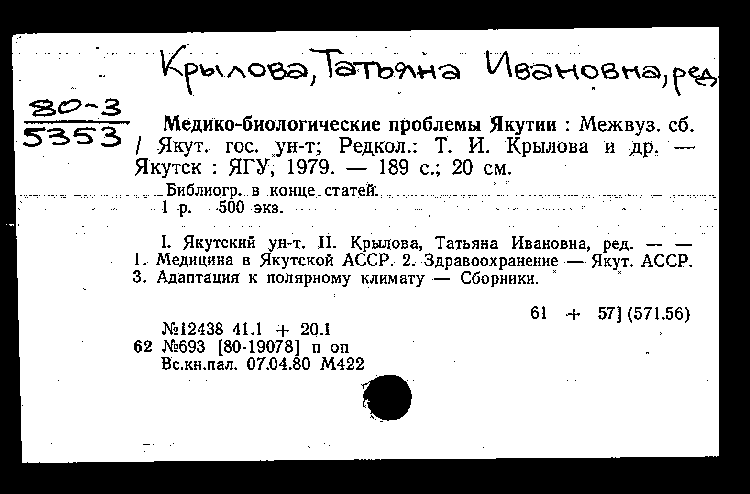 Крылова, Татьяна Ивановна, ред.
80-3
5353
Медико-биологические проблемы Якутии : Межвуз. сб.
/ Якут. гос. ун-т; Редкол.: Т. И. Крылова и др. —
Якутск : ЯГУ, 1979. — 189 с.; 20 см.
Библиогр. в конце статей.
1 р. 500 экз.
I. Якутский ун-т. II. Крылова, Татьяна Ивановна, ред. — —
1. Медицина в Якутской АССР. 2. Здравоохранение — Якут. АССР.
3. Адаптация к полярному климату — Сборники.
61 + 57](571.56)
№12438 41.1 + 20.1
62 №693 [80-19078] п оп
Вс.кн.пал. 07.04.80 М422